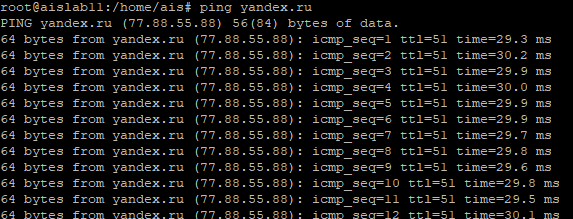 root@aislab11:/home/ais# ping yandex.ru
PING yandex.ru (77.88.55.88) 56(84) bytes of data.
64 bytes from yandex.ru (77.88.55.88): icmp_seq=1 ttl=51 time=29.3 ms
64 bytes from yandex.ru (77.88.55.88): icmp_seq=2 ttl=51 time=30.2 ms
64 bytes from yandex.ru (77.88.55.88): icmp_seq=3 ttl=51 time=29.9 ms
64 bytes from yandex.ru (77.88.55.88): icmp_seq=4 ttl=51 time=30.0 ms
64 bytes from yandex.ru (77.88.55.88): icmp_seq=5 ttl=51 time=29.9 ms
64 bytes from yandex.ru (77.88.55.88): icmp_seq=6 ttl=51 time=29.9 ms
64 bytes from yandex.ru (77.88.55.88): icmp_seq=7 ttl=51 time=29.7 ms
64 bytes from yandex.ru (77.88.55.88): icmp_seq=8 ttl=51 time=29.8 ms
64 bytes from yandex.ru (77.88.55.88): icmp_seq=9 ttl=51 time=29.6 ms
64 bytes from yandex.ru (77.88.55.88): icmp_seq=10 ttl=51 time=29.8 ms
64 bytes from yandex.ru (77.88.55.88): icmp_seq=11 ttl=51 time=29.5 ms
64 bytes from yandex.ru (77.88.55.88): icmp_seq=12 ttl=51 time=30.1 ms